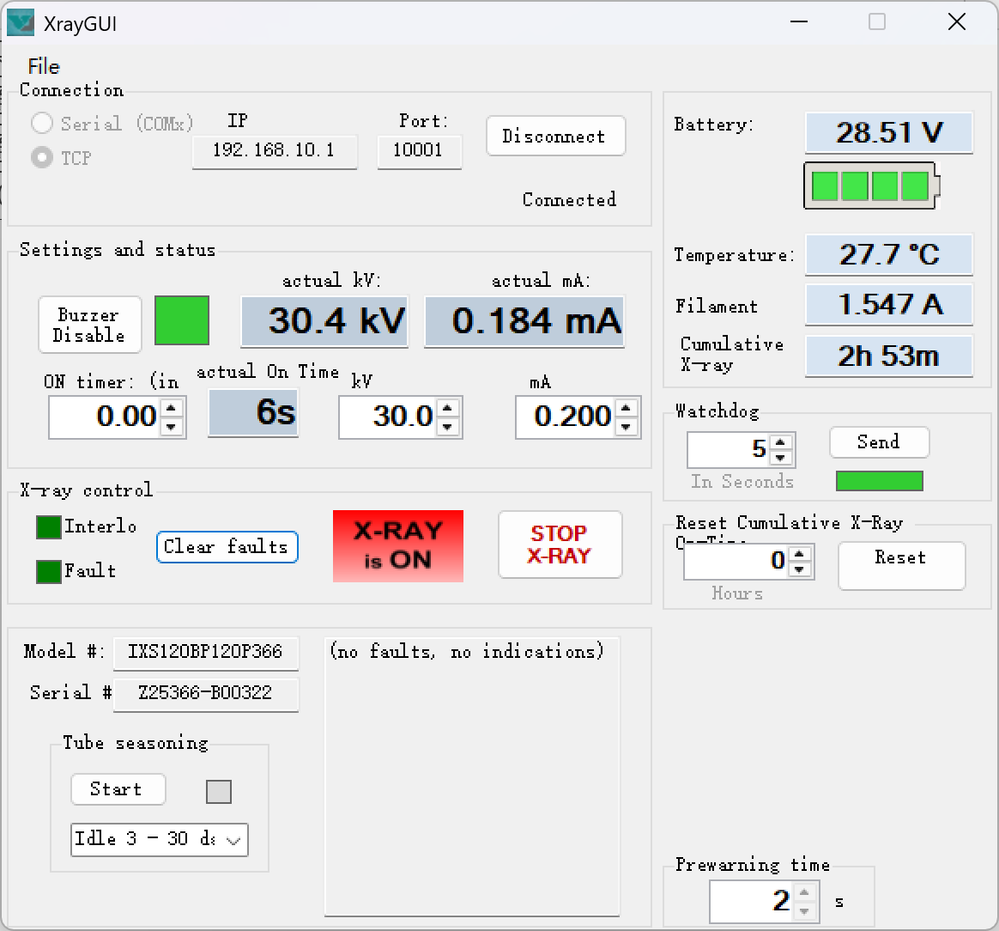 XrayGUI
File
Connection
Serial (COMx)
TCP
IP
192.168.10.1
Port:
10001
Disconnect
Connected
Settings and status
Buzzer
Disable
actual kV:
30.4 kV
actual mA:
0.184 mA
ON timer: (in
0.00
actual On Time
6s
kV
30.0
mA
0.200
X-ray control
Interlo
Fault
Clear faults
X-RAY
is ON
STOP
X-RAY
Model #:
IXS120BP120P366
Serial #
Z25366-B00322
Tube seasoning
Start
Idle 3 - 30 da
(no faults, no indications)
Battery:
28.51 V
Temperature:
27.7 °C
Filament
1.547 A
Cumulative
X-ray
2h 53m
Watchdog
5
In Seconds
Send
Reset Cumulative X-Ray
On-Time
0
Hours
Reset
Prewarning time
2
s